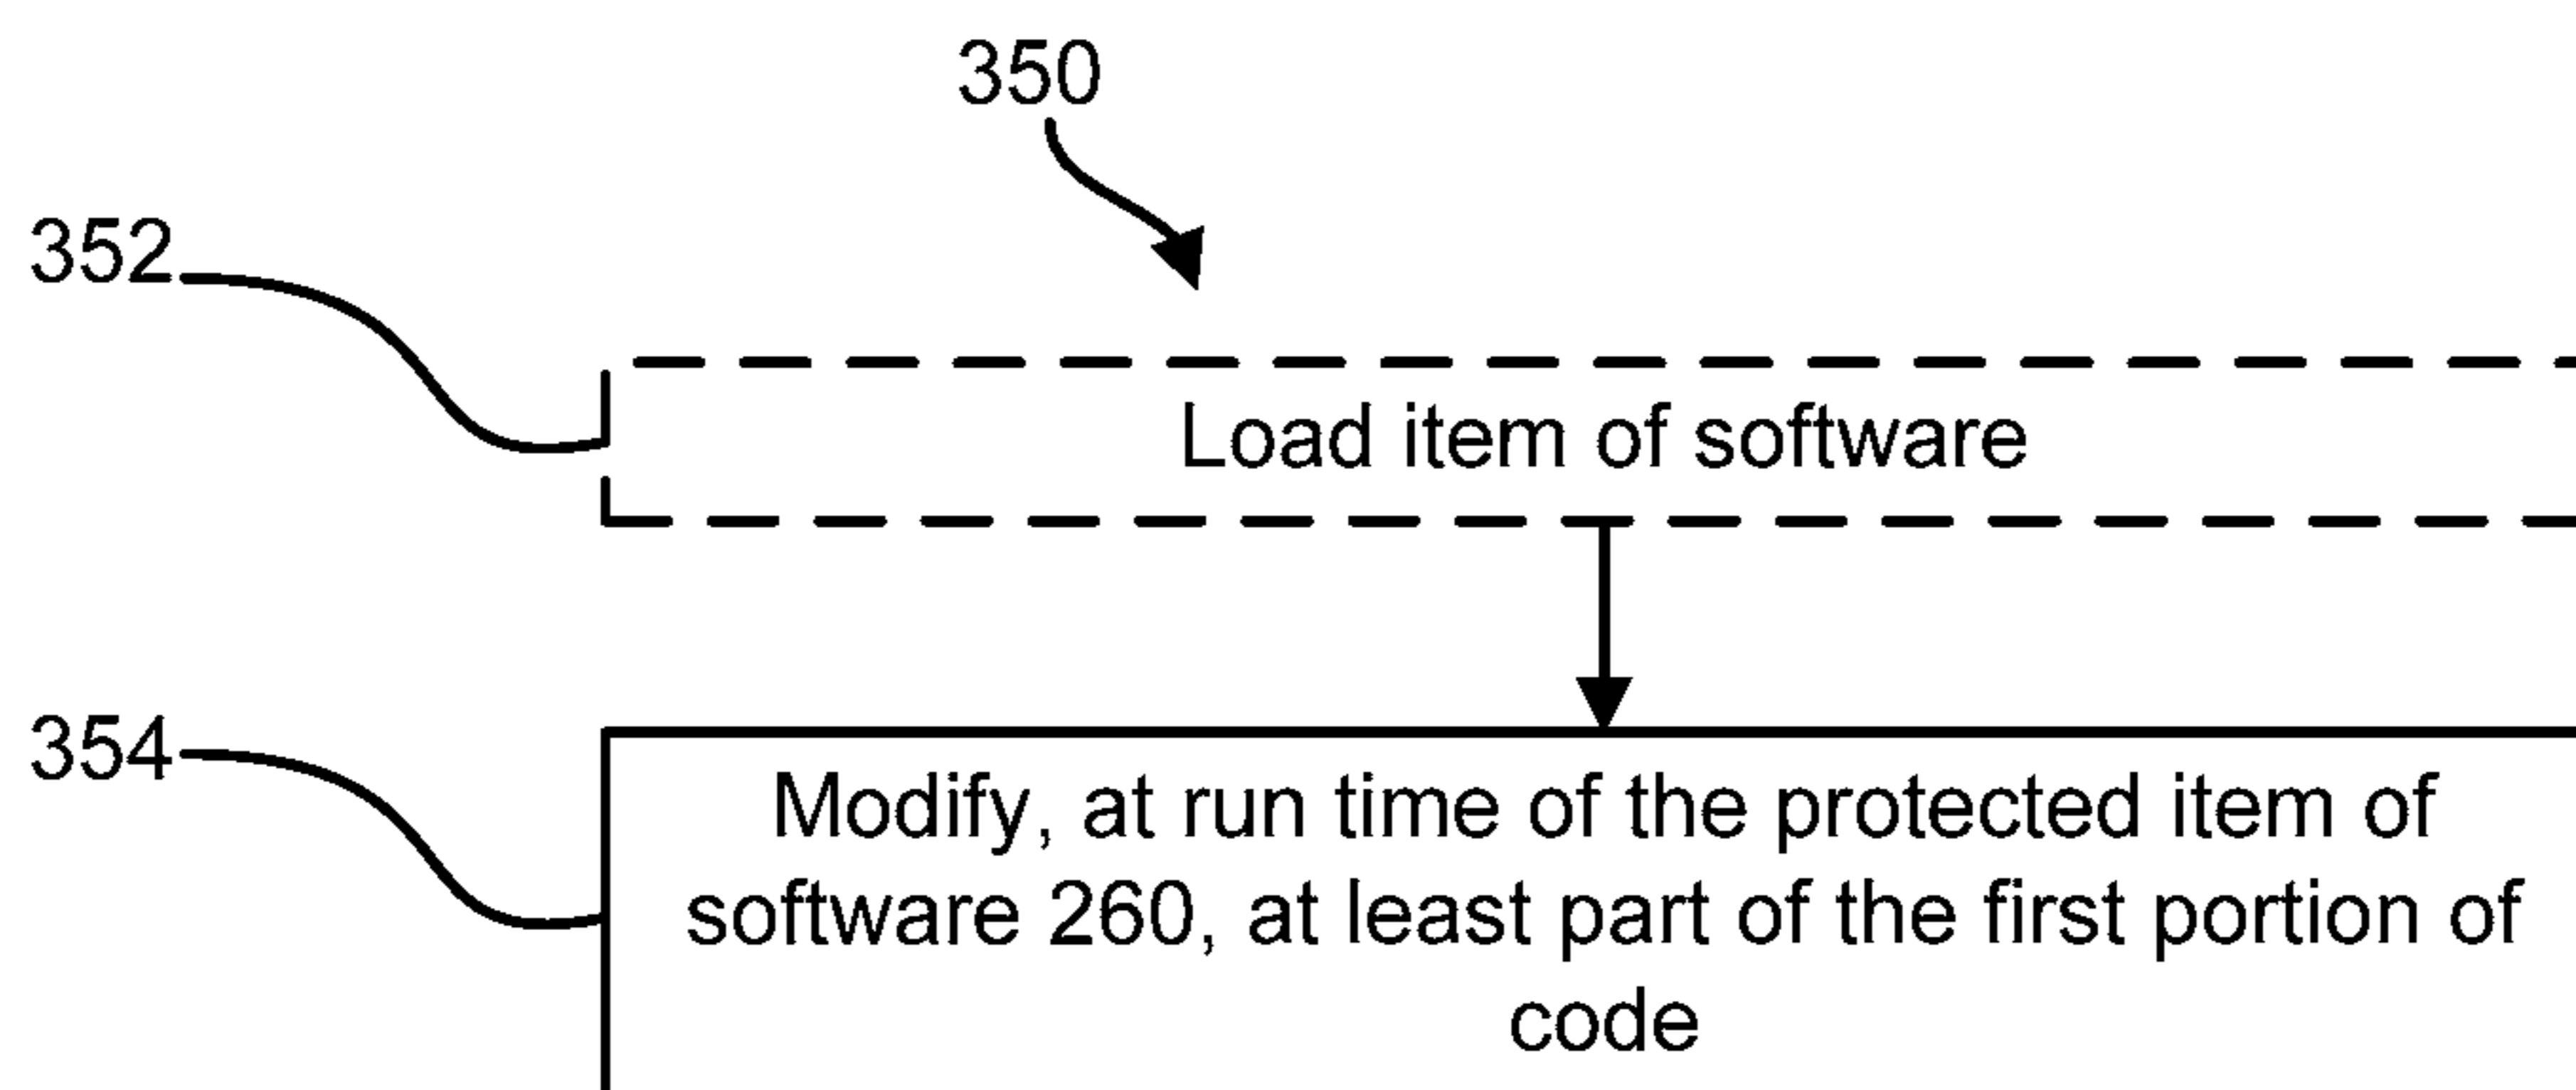 350
352
Load item of software
354
Modify, at run time of the protected item of
software 260, at least part of the first portion of
code